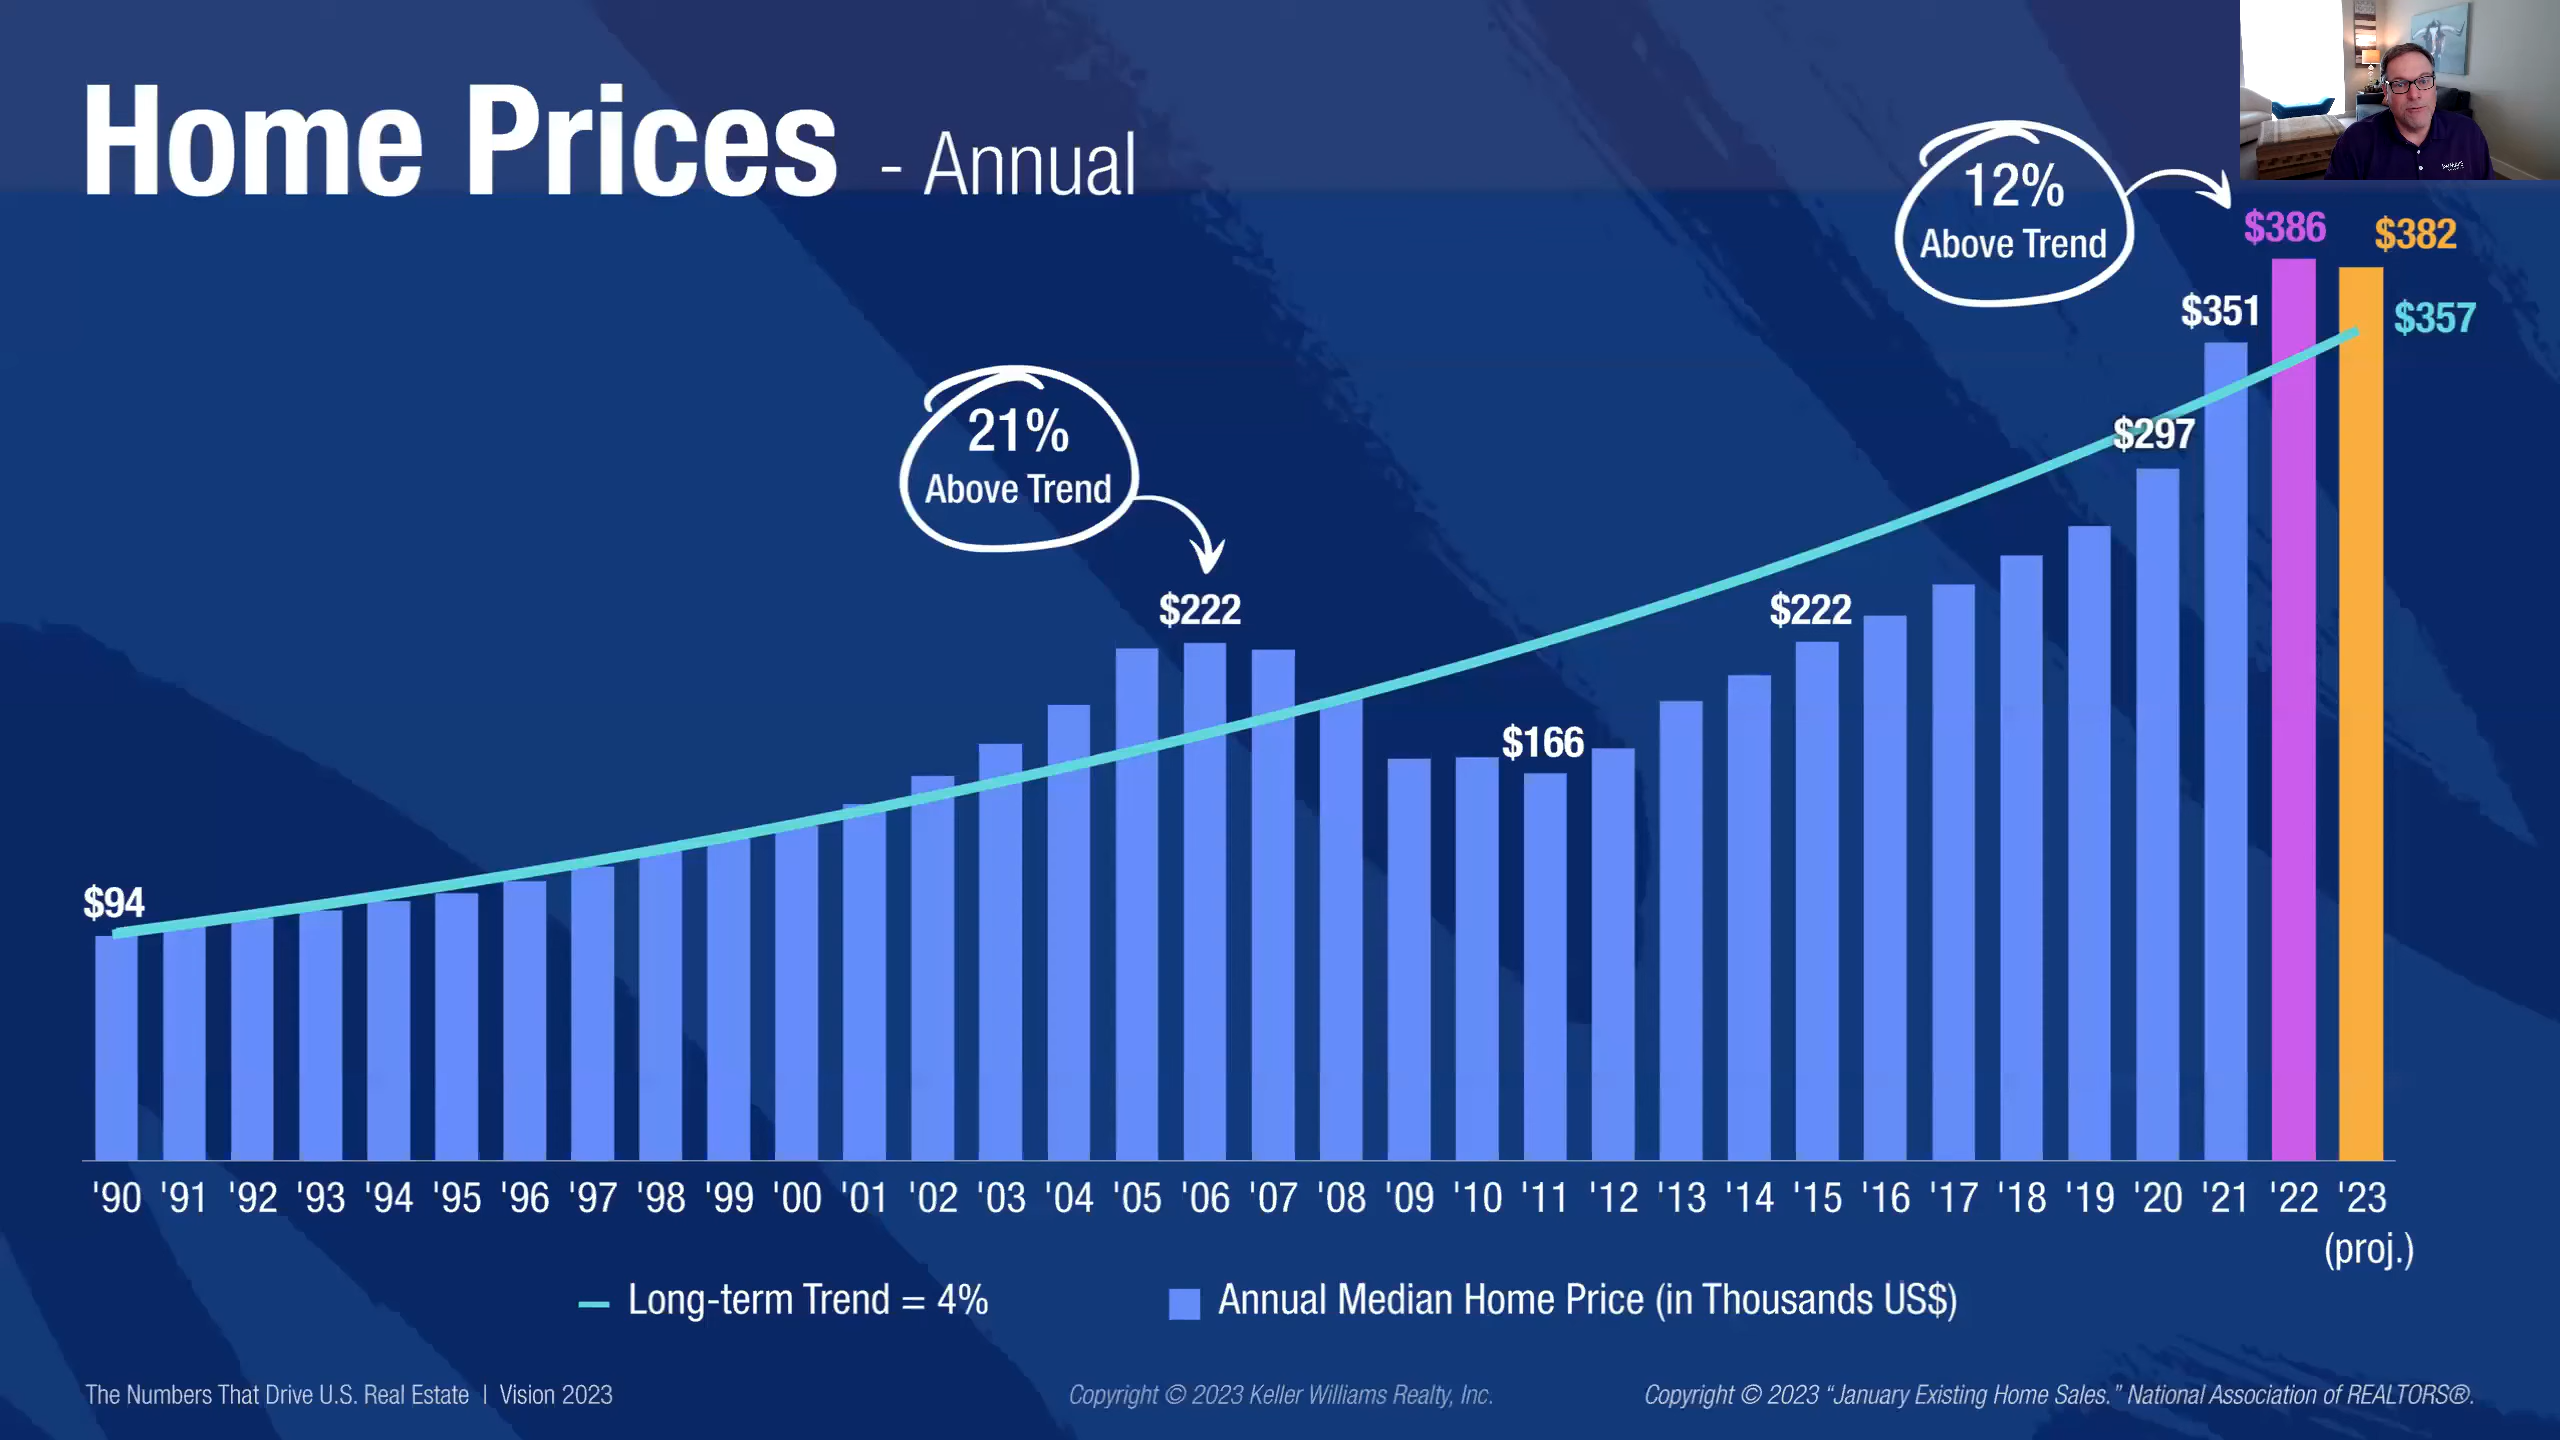 Home Prices - Annual
12%
Above Trend
$386
$382
$351
$357
$297
21%
Above Trend
$222
$222
$166
$94
'90 '91 '92 '93 '94 '95 '96 '97 '98 '99 '00 '01 '02 '03 '04 '05 '06 '07 '08 '09 '10 '11 '12 '13 '14 '15 '16 '17 '18 '19 '20 '21 '22 '23
(proj.)
Long-term Trend = 4%
Annual Median Home Price (in Thousands US$)
The Numbers That Drive U.S. Real Estate | Vision 2023
Copyright © 2023 Keller Williams Realty, Inc.
Copyright © 2023 “January Existing Home Sales.” National Association of REALTORS®.